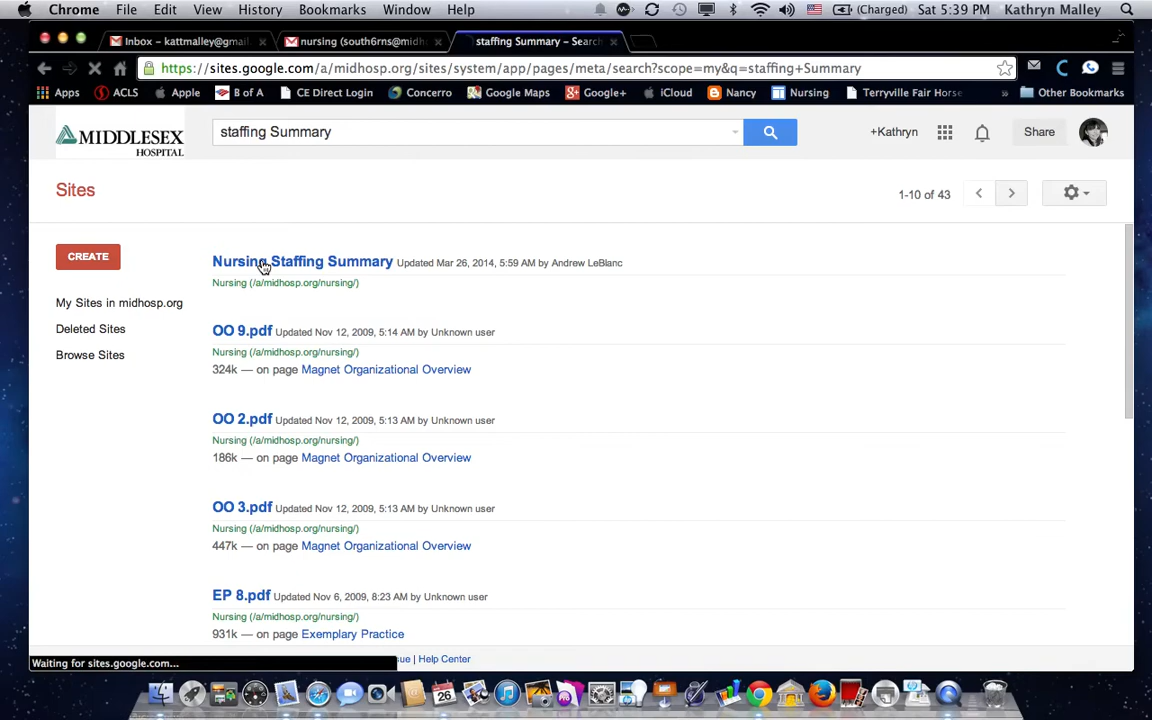 Chrome File Edit View History Bookmarks Window Help (Charged) Sat 5:39 PM Kathryn Malley
Inbox – kattmalley@gmail nursing (south6rns@midh staffing Summary – Search
https://sites.google.com/a/midhosp.org/sites/system/app/pages/meta/search?scope=my&q=staffing+Summary
Apps ACLS Apple B of A CE Direct Login Concerro Google Maps Google+ iCloud Nancy Nursing Terryville Fair Horse » Other Bookmarks
MIDDLESEX
HOSPITAL
staffing Summary
+Kathryn Share
Sites
1-10 of 43
CREATE
My Sites in midhosp.org
Deleted Sites
Browse Sites
Nursing Staffing Summary Updated Mar 26, 2014, 5:59 AM by Andrew LeBlanc
Nursing (/a/midhosp.org/nursing/)
OO 9.pdf Updated Nov 12, 2009, 5:14 AM by Unknown user
Nursing (/a/midhosp.org/nursing/)
324k — on page Magnet Organizational Overview
OO 2.pdf Updated Nov 12, 2009, 5:13 AM by Unknown user
Nursing (/a/midhosp.org/nursing/)
186k — on page Magnet Organizational Overview
OO 3.pdf Updated Nov 12, 2009, 5:13 AM by Unknown user
Nursing (/a/midhosp.org/nursing/)
447k — on page Magnet Organizational Overview
EP 8.pdf Updated Nov 6, 2009, 8:23 AM by Unknown user
Nursing (/a/midhosp.org/nursing/)
931k — on page Exemplary Practice
Waiting for sites.google.com... sue | Help Center
26